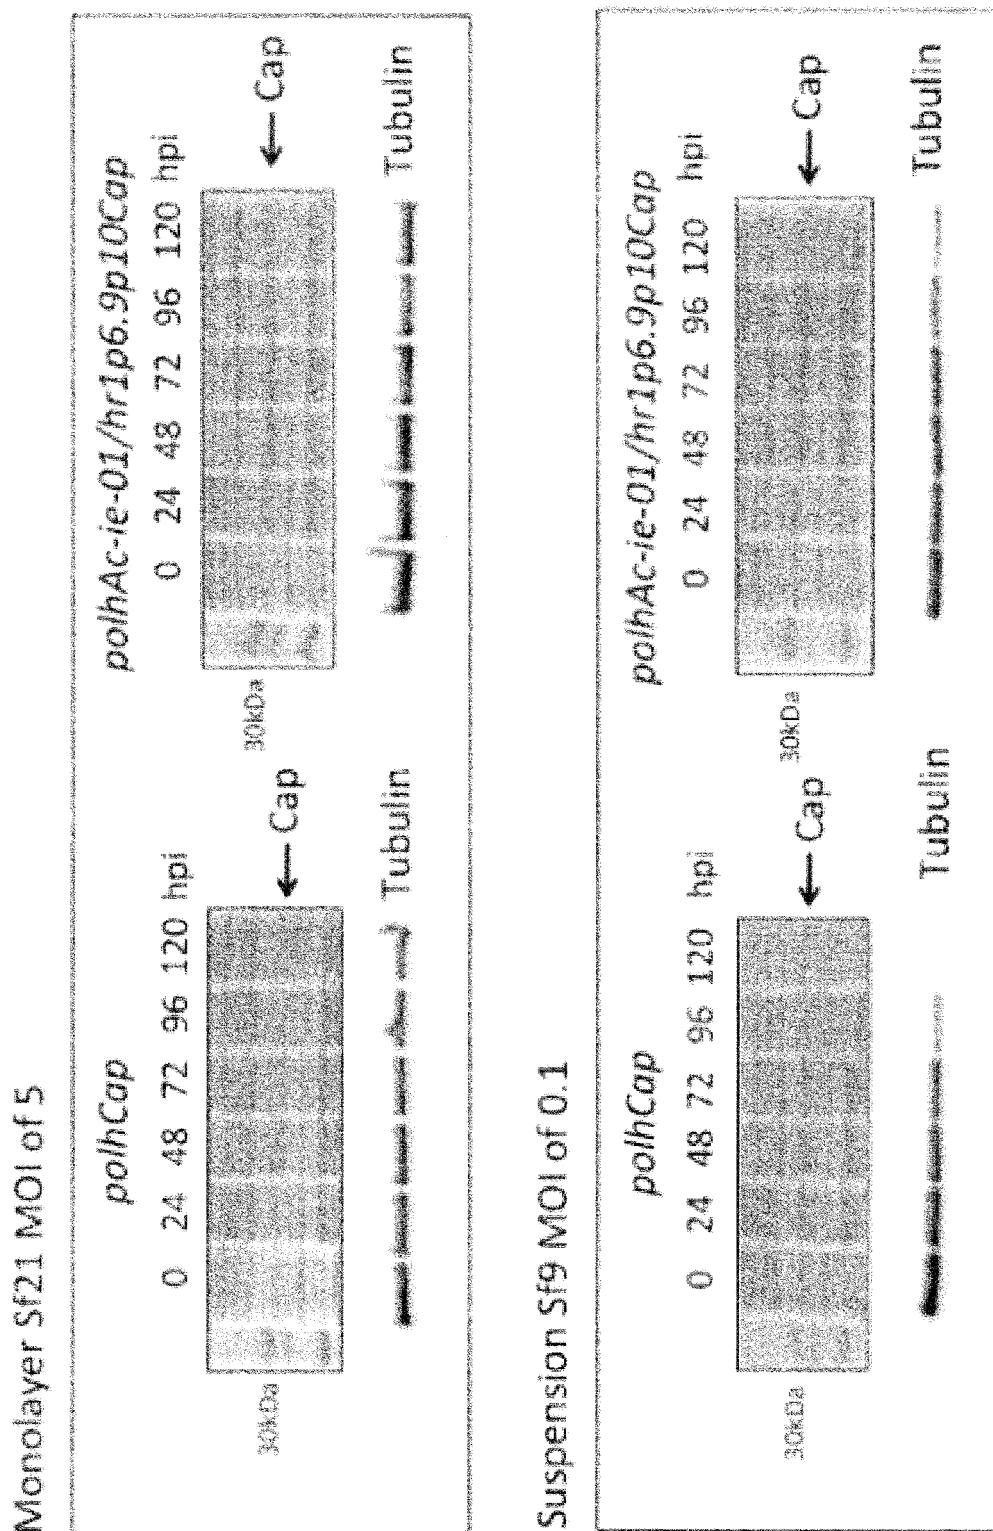 Monolayer Sf21 MOI of 5
polhCap
0 24 48 72 96 120 hpi
30kDa
Cap
Tubulin
polhAc-ie-01/hr1p6.9p10Cap
0 24 48 72 96 120 hpi
30kDa
Cap
Tubulin
Suspension Sf9 MOI of 0.1
polhCap
0 24 48 72 96 120 hpi
30kDa
Cap
Tubulin
polhAc-ie-01/hr1p6.9p10Cap
0 24 48 72 96 120 hpi
30kDa
Cap
Tubulin